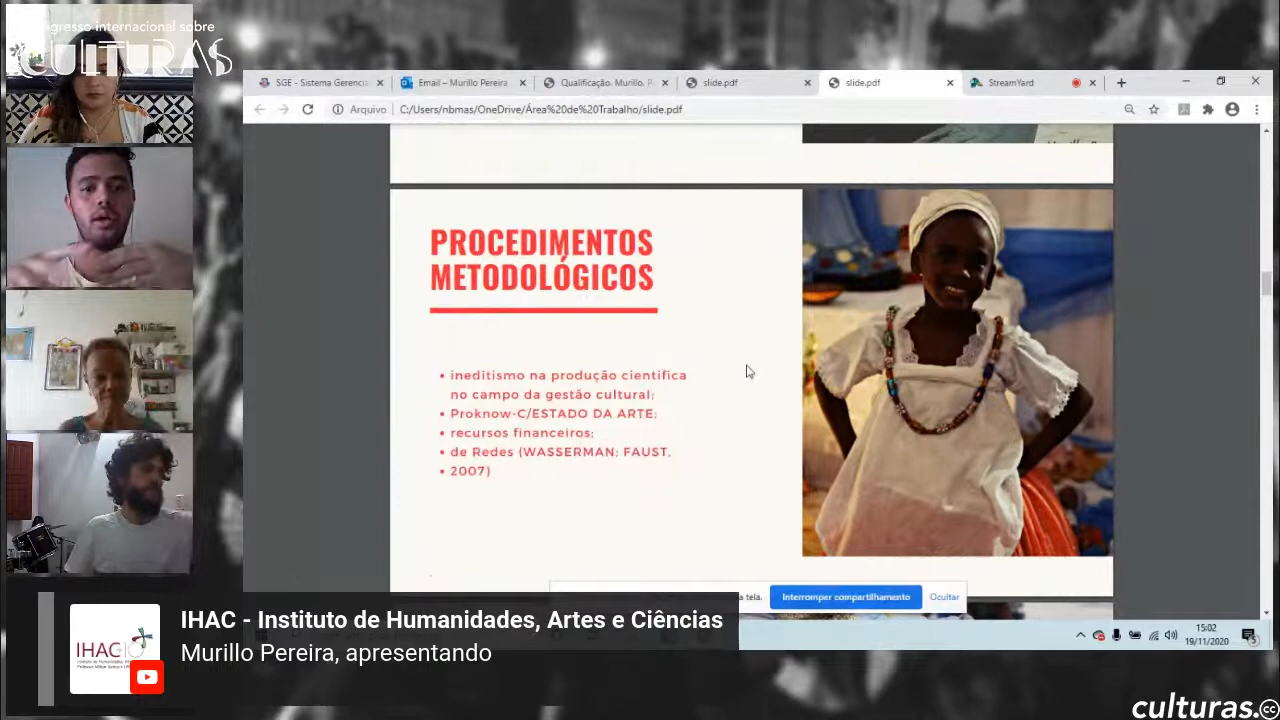 gresso internacional sobre
CULTURAS
SGE - Sistema Gerencia
Email – Murillo Pereira
Qualificação. Murillo. P
slide.pdf
slide.pdf
StreamYard
Arquivo
C:/Users/nbmas/OneDrive/Área%20de%20Trabalho/slide.pdf
PROCEDIMENTOS
METODOLÓGICOS
• ineditismo na produção cientifica
no campo da gestão cultural;
• Proknow-C/ESTADO DA ARTE;
• recursos financeiros;
• de Redes (WASSERMAN; FAUST,
• 2007)
a tela.
Interromper compartilhamento
Ocultar
15:02
19/11/2020
IHAC
IHAC - Instituto de Humanidades, Artes e Ciências
Murillo Pereira, apresentando
culturas.cc